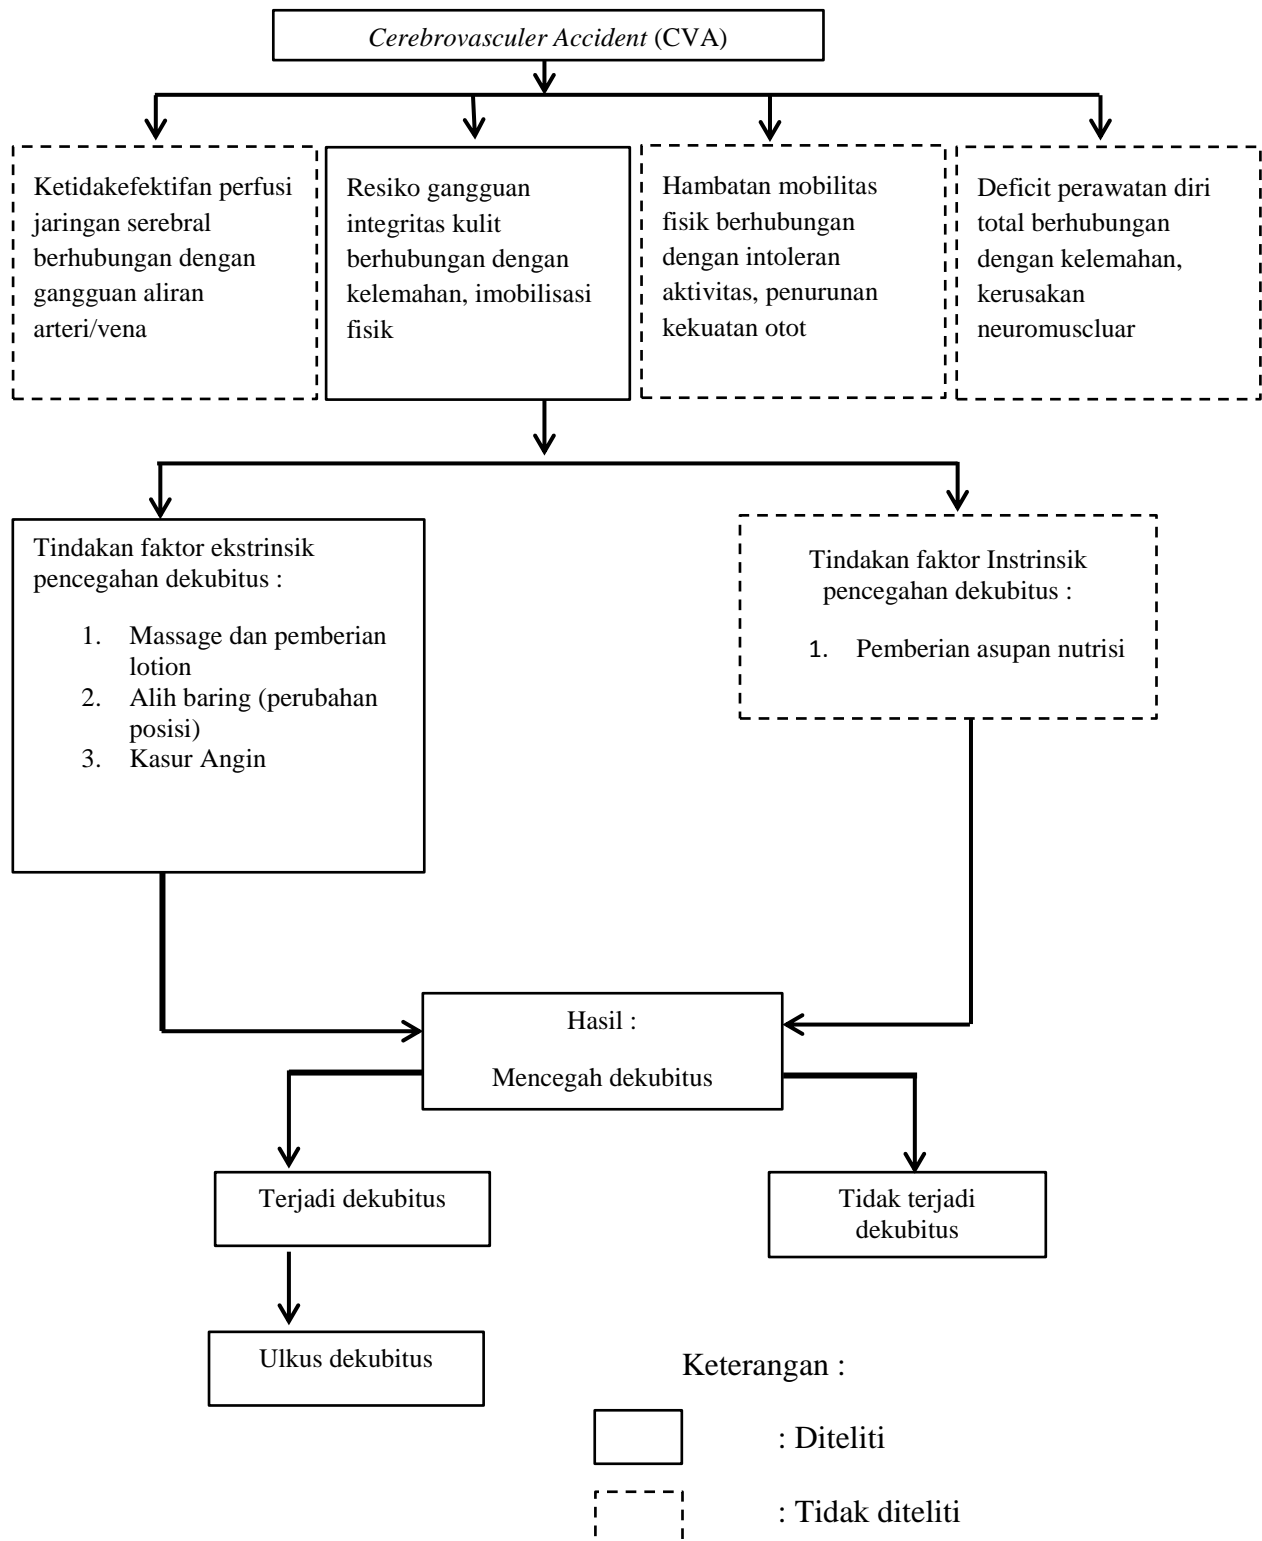 Cerebrovasculer Accident (CVA)
Ketidakefektifan perfusi
jaringan serebral
berhubungan dengan
gangguan aliran
arteri/vena
Resiko gangguan
integritas kulit
berhubungan dengan
kelemahan, imobilisasi
fisik
Hambatan mobilitas
fisik berhubungan
dengan intoleran
aktivitas, penurunan
kekuatan otot
Deficit perawatan diri
total berhubungan
dengan kelemahan,
kerusakan
neuromuscluar
Tindakan faktor ekstrinsik
pencegahan dekubitus :
1. Massage dan pemberian
lotion
2. Alih baring (perubahan
posisi)
3. Kasur Angin
Tindakan faktor Instrinsik
pencegahan dekubitus :
1. Pemberian asupan nutrisi
Hasil :
Mencegah dekubitus
Terjadi dekubitus
Tidak terjadi
dekubitus
Ulkus dekubitus
Keterangan :
: Diteliti
: Tidak diteliti